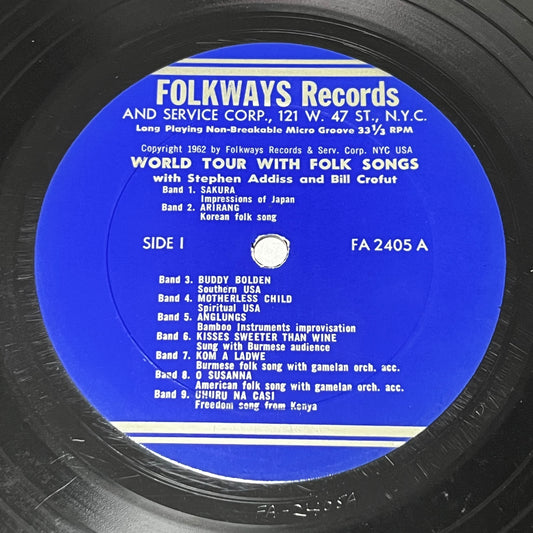 FOLKWAYS Records
AND SERVICE CORP., 121 W. 47 ST., N.Y.C.
Long Playing Non-Breakable Micro Groove 33⅓ RPM
Copyright 1962 by Folkways Records & Serv. Corp. NYC USA
WORLD TOUR WITH FOLK SONGS
with Stephen Addiss and Bill Crofut
Band 1. SAKURA
Impressions of Japan
Band 2. ARIRANG
Korean folk song
SIDE I FA 2405 A
Band 3. BUDDY BOLDEN
Southern USA
Band 4. MOTHERLESS CHILD
Spiritual USA
Band 5. ANGLUNGS
Bamboo Instruments improvisation
Band 6. KISSES SWEETER THAN WINE
Sung with Burmese audience
Band 7. KOM A LADWE
Burmese folk song with gamelan orch. acc.
Band 8. O SUSANNA
American folk song with gamelan orch. acc.
Band 9. UHURU NA CASI
Freedom song from Kenya
FA-2405A